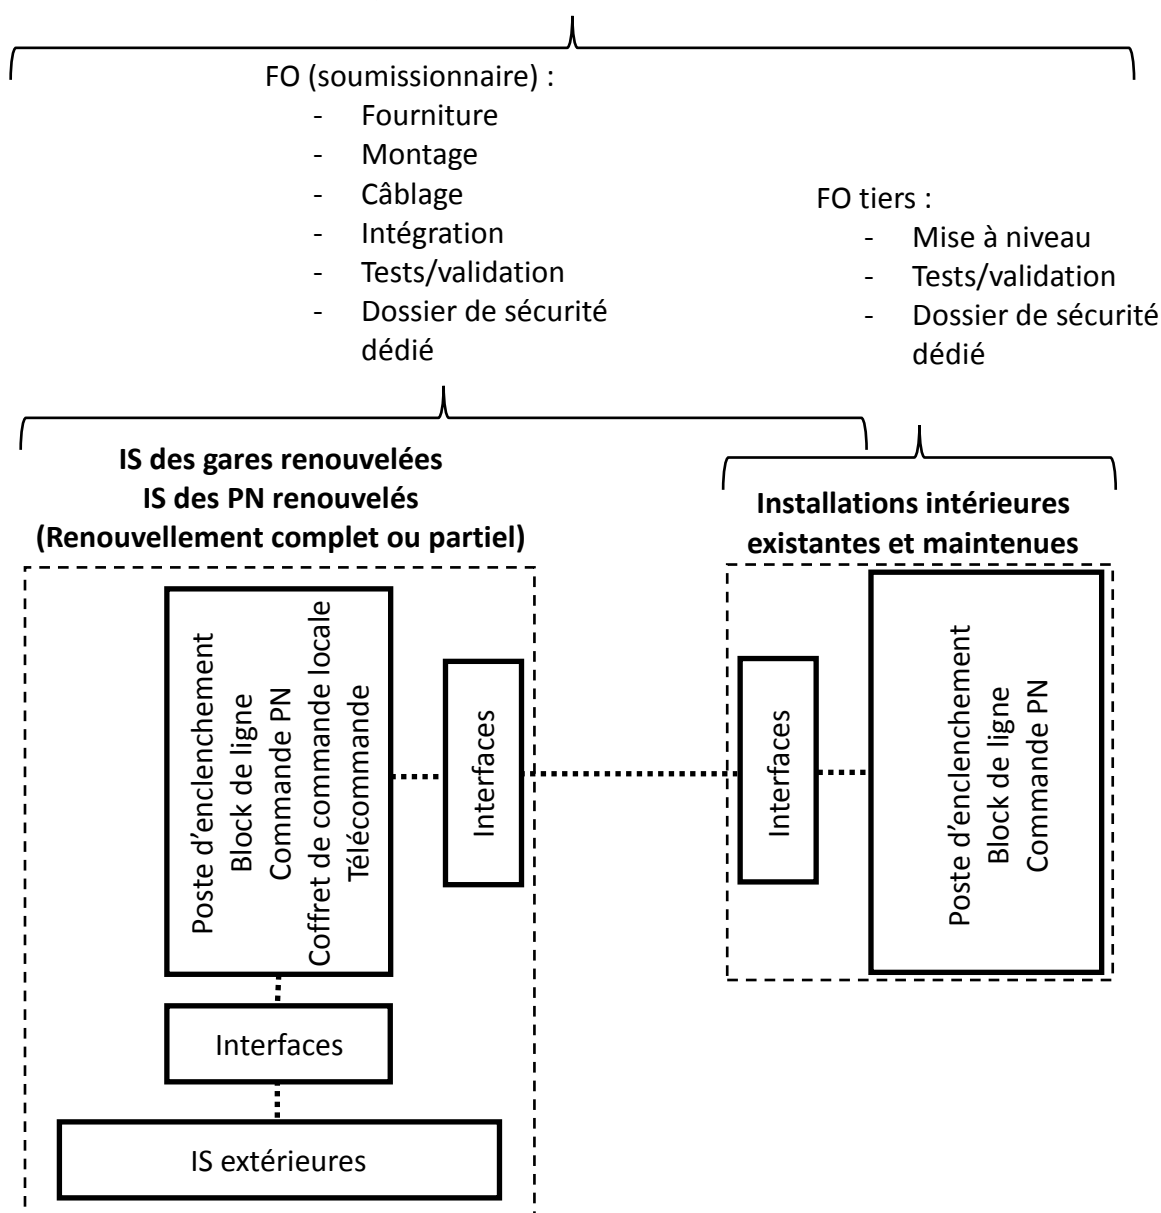 FO (soumissionnaire) :
- Fourniture
- Montage
- Câblage
- Intégration
- Tests/validation
- Dossier de sécurité
dédié
FO tiers :
- Mise à niveau
- Tests/validation
- Dossier de sécurité
dédié
IS des gares renouvelées
IS des PN renouvelés
(Renouvellement complet ou partiel)
Installations intérieures
existantes et maintenues
Poste d'enclenchement
Block de ligne
Commande PN
Coffret de commande locale
Télécommande
Interfaces
Interfaces
Poste d'enclenchement
Block de ligne
Commande PN
Interfaces
IS extérieures